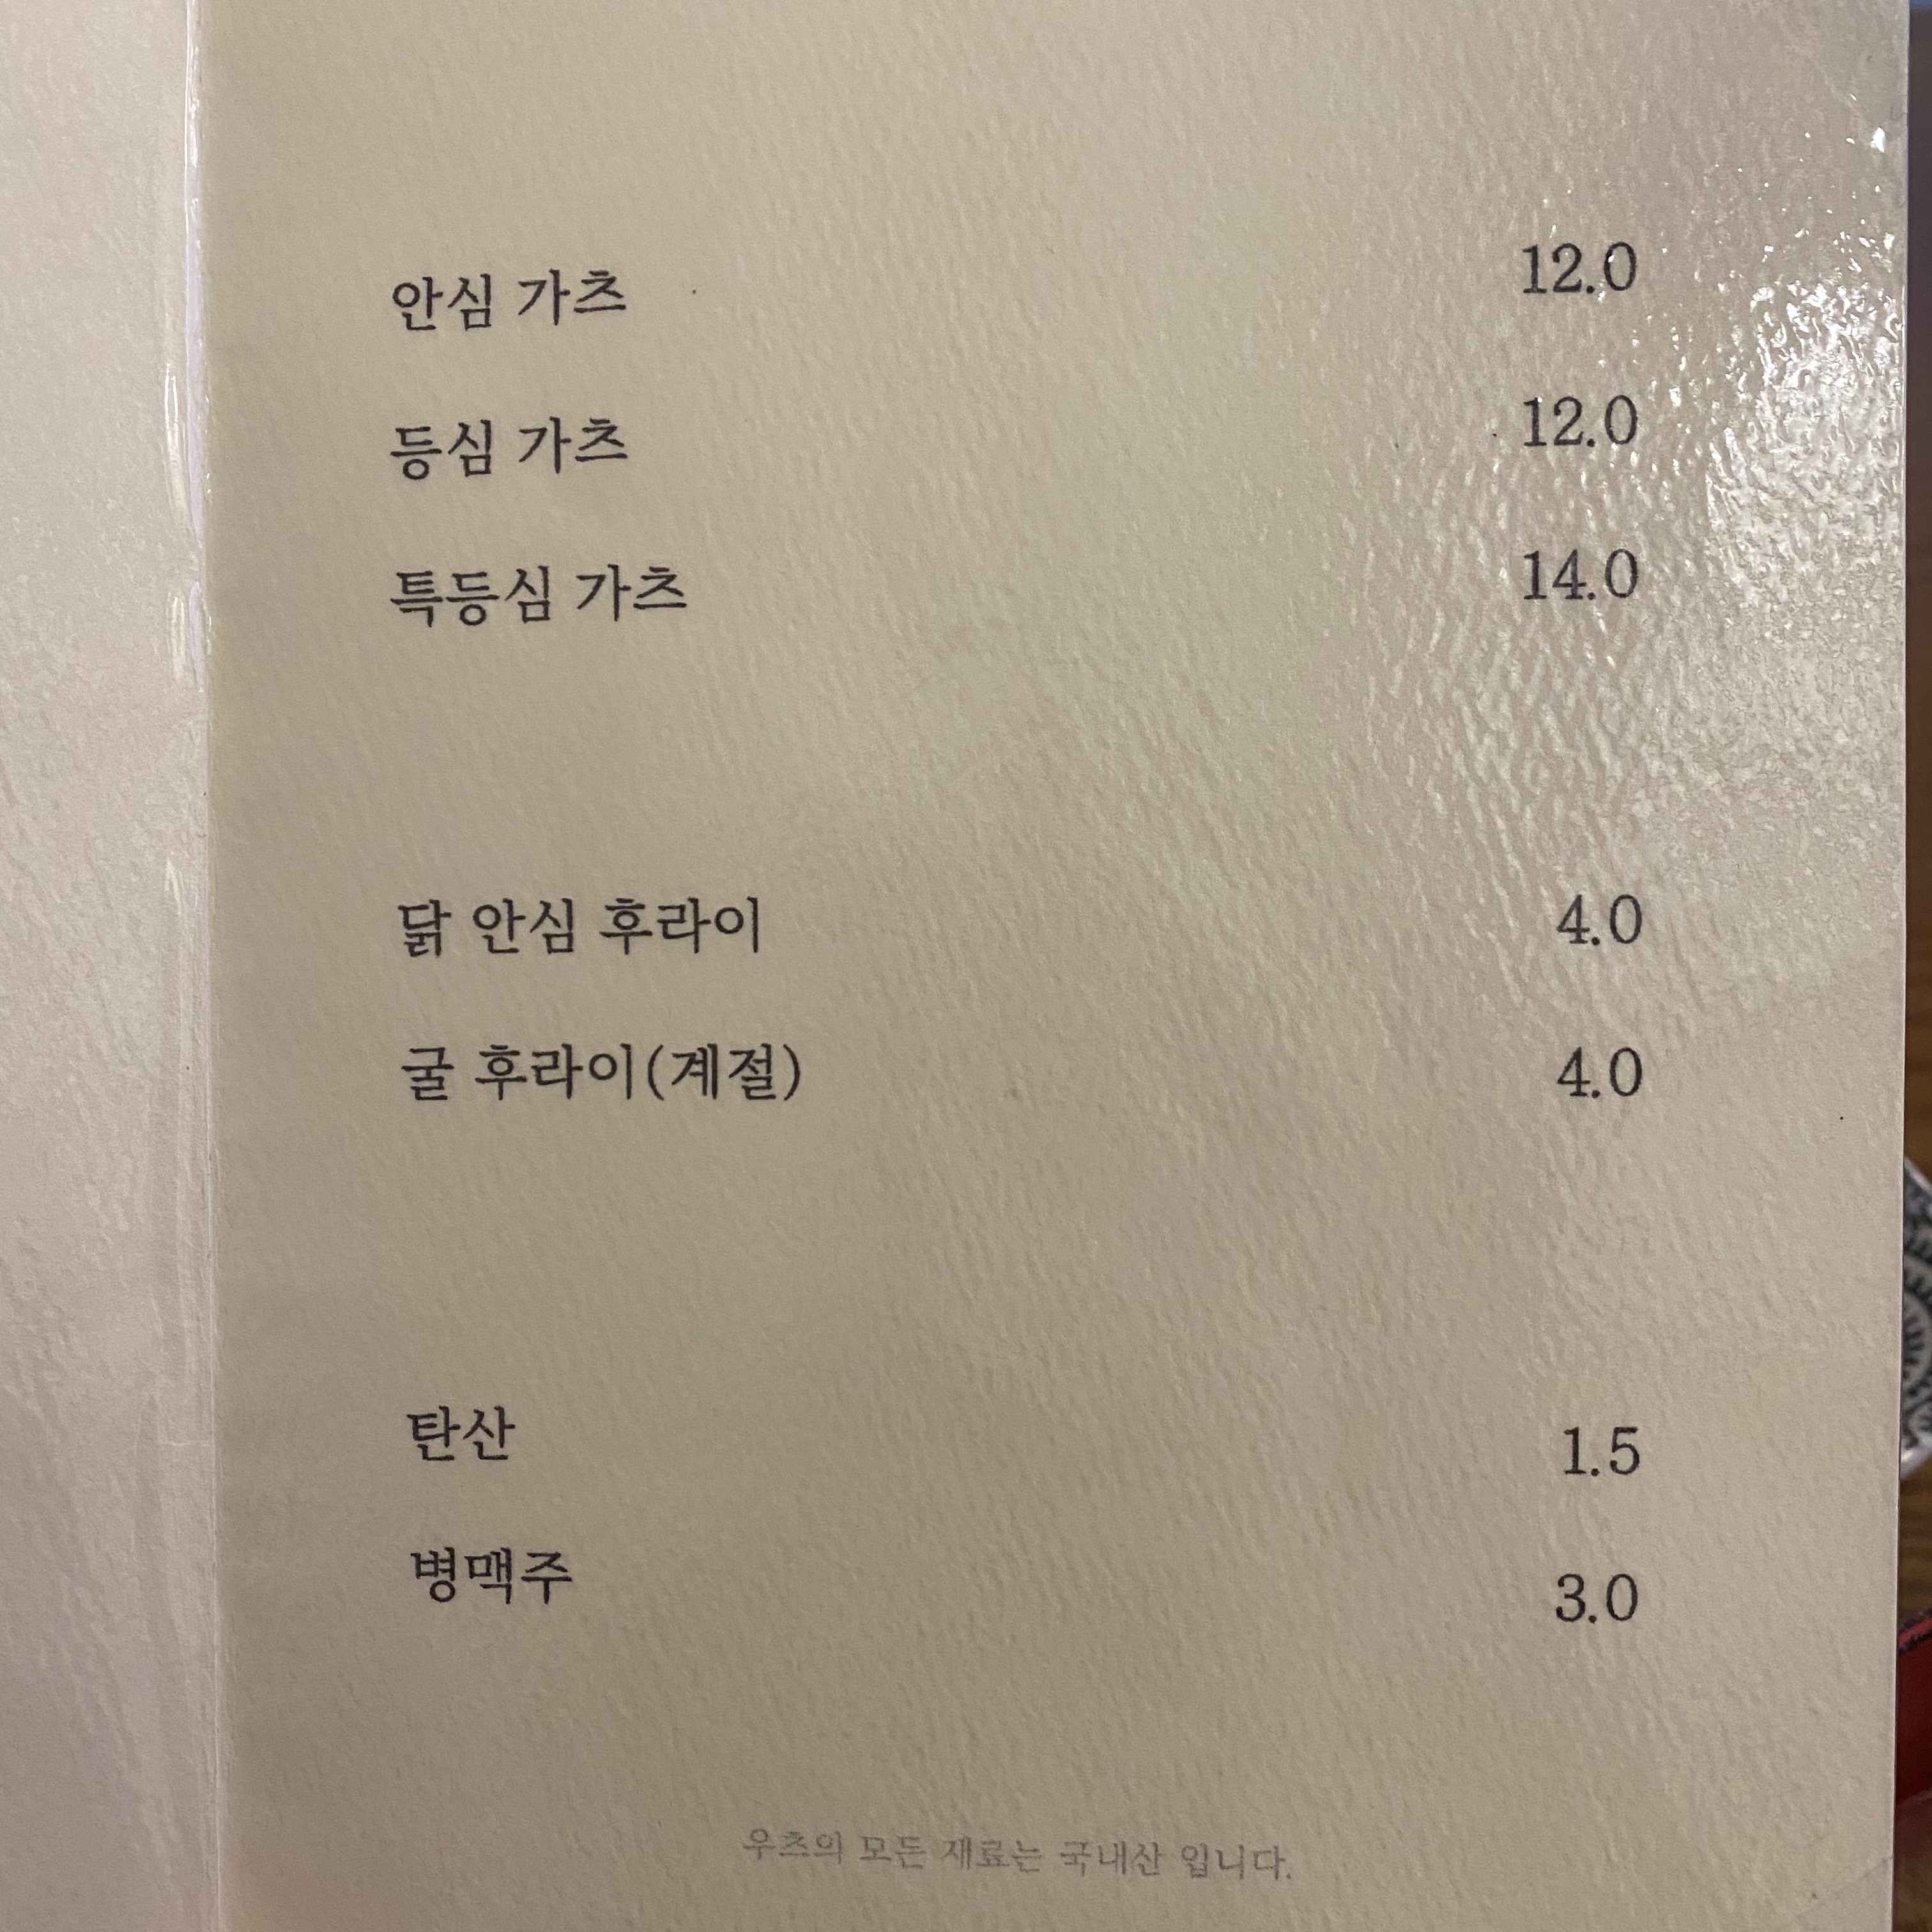 안심 가츠 12.0
등심 가츠 12.0
특등심 가츠 14.0
닭 안심 후라이 4.0
굴 후라이(계절) 4.0
탄산 1.5
병맥주 3.0
우츠의 모든 재료는 국내산 입니다.